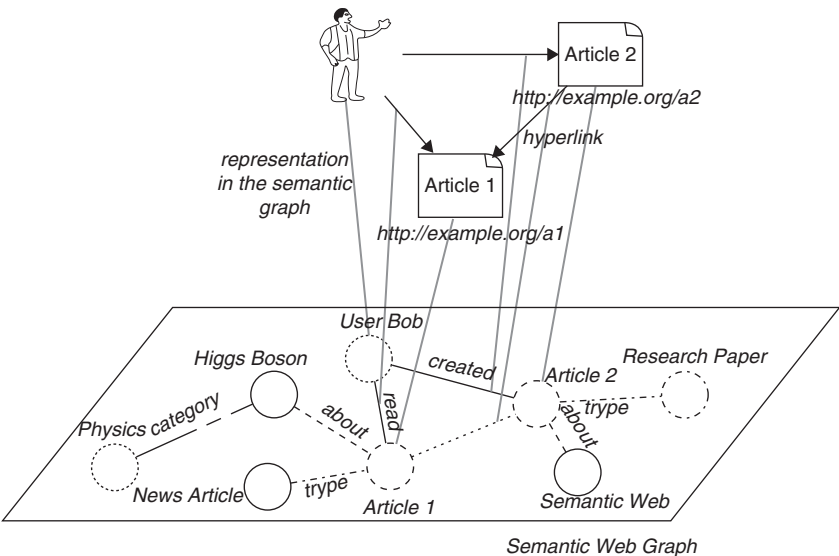 Article 2
http://example.org/a2
hyperlink
representation
in the semantic
graph
Article 1
http://example.org/a1
User Bob
Higgs Boson
created
Research Paper
Article 2
trype
read
about
about
category
Physics
trype
News Article
Article 1
Semantic Web
Semantic Web Graph